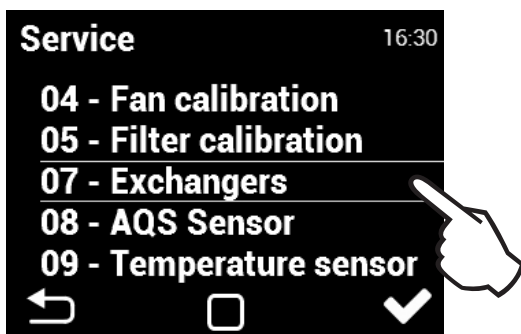 Service 16:30
04 - Fan calibration
05 - Filter calibration
07 - Exchangers
08 - AQS Sensor
09 - Temperature sensor